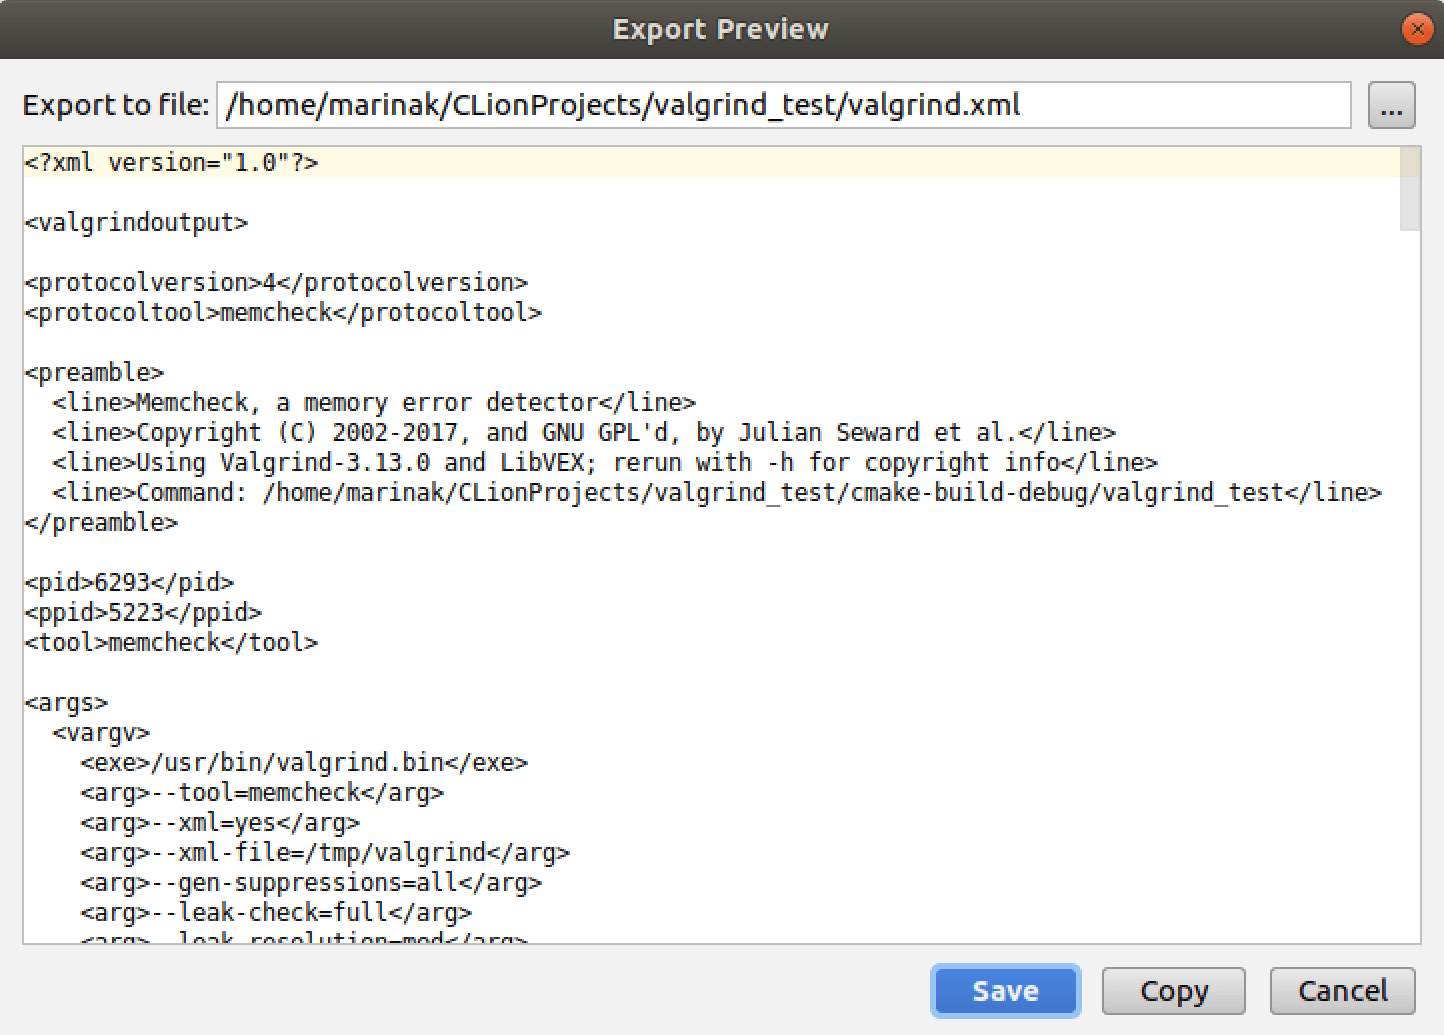 Export Preview
Export to file: /home/marinak/CLionProjects/valgrind_test/valgrind.xml ...
<?xml version="1.0"?>
<valgrindoutput>
<protocolversion>4</protocolversion>
<protocoltool>memcheck</protocoltool>
<preamble>
  <line>Memcheck, a memory error detector</line>
  <line>Copyright (C) 2002-2017, and GNU GPL'd, by Julian Seward et al.</line>
  <line>Using Valgrind-3.13.0 and LibVEX; rerun with -h for copyright info</line>
  <line>Command: /home/marinak/CLionProjects/valgrind_test/cmake-build-debug/valgrind_test</line>
</preamble>
<pid>6293</pid>
<ppid>5223</ppid>
<tool>memcheck</tool>
<args>
  <vargv>
    <exe>/usr/bin/valgrind.bin</exe>
    <arg>--tool=memcheck</arg>
    <arg>--xml=yes</arg>
    <arg>--xml-file=/tmp/valgrind</arg>
    <arg>--gen-suppressions=all</arg>
    <arg>--leak-check=full</arg>
    <arg>--leak-resolution=med</arg>
Save Copy Cancel